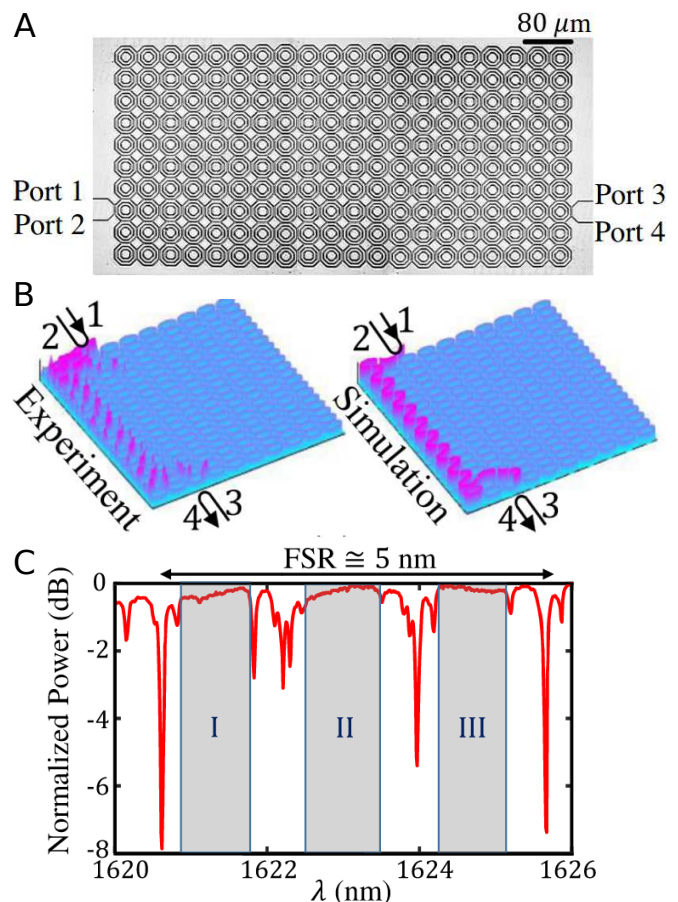 A
80 μm
Port 1
Port 2
Port 3
Port 4
B
2 1
Experiment
4 3
2 1
Simulation
4 3
C
FSR ≅ 5 nm
Normalized Power (dB)
0
-2
-4
-6
-8
I II III
1620 1622 1624 1626
λ (nm)